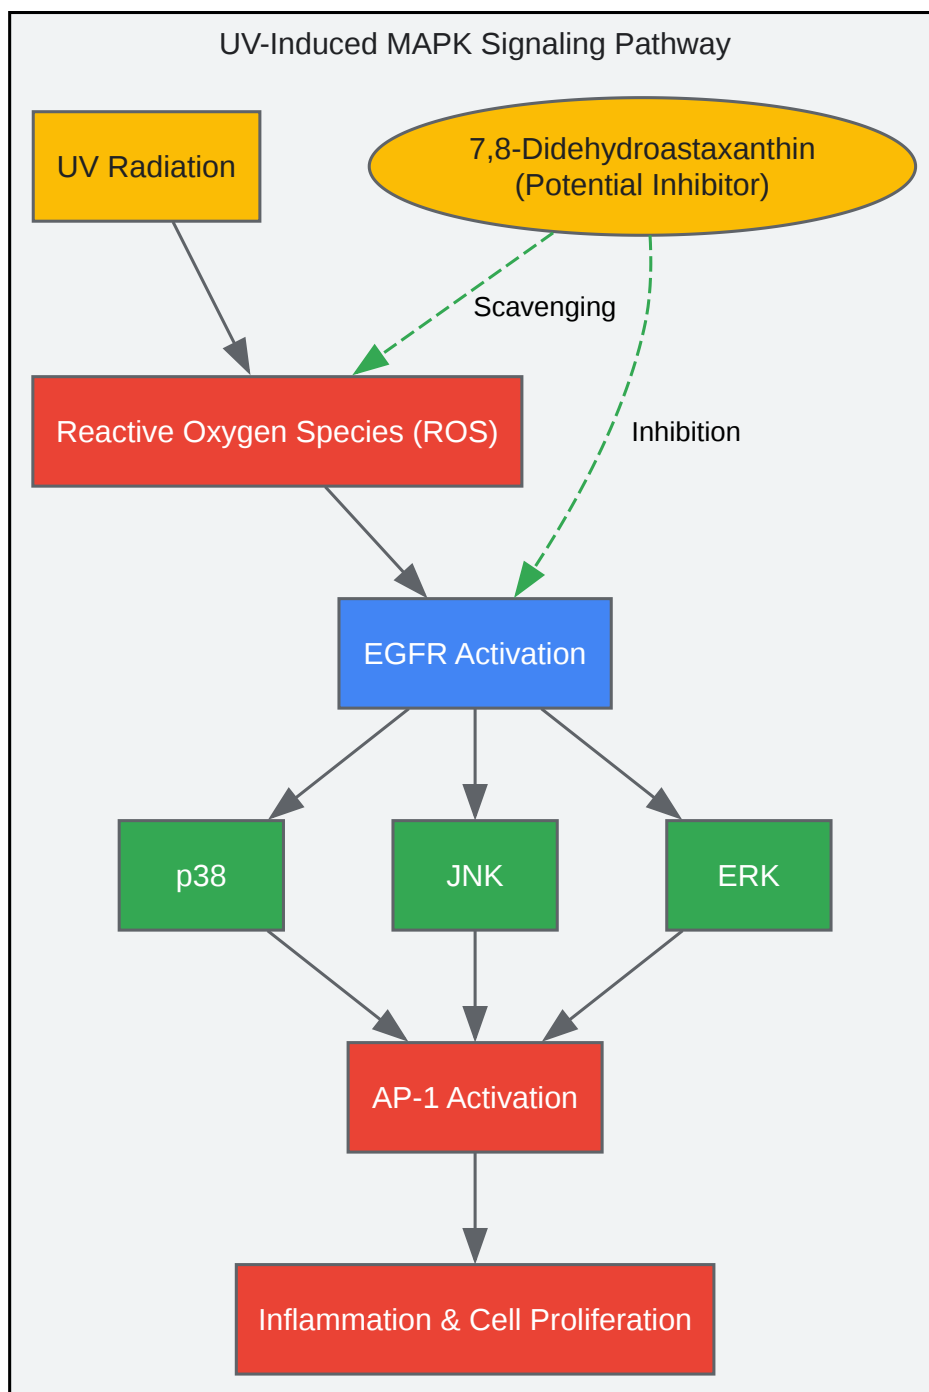 UV-Induced MAPK Signaling Pathway
UV Radiation
7,8-Didehydroastaxanthin
(Potential Inhibitor)
Scavenging
Reactive Oxygen Species (ROS)
Inhibition
EGFR Activation
p38
JNK
ERK
AP-1 Activation
Inflammation & Cell Proliferation